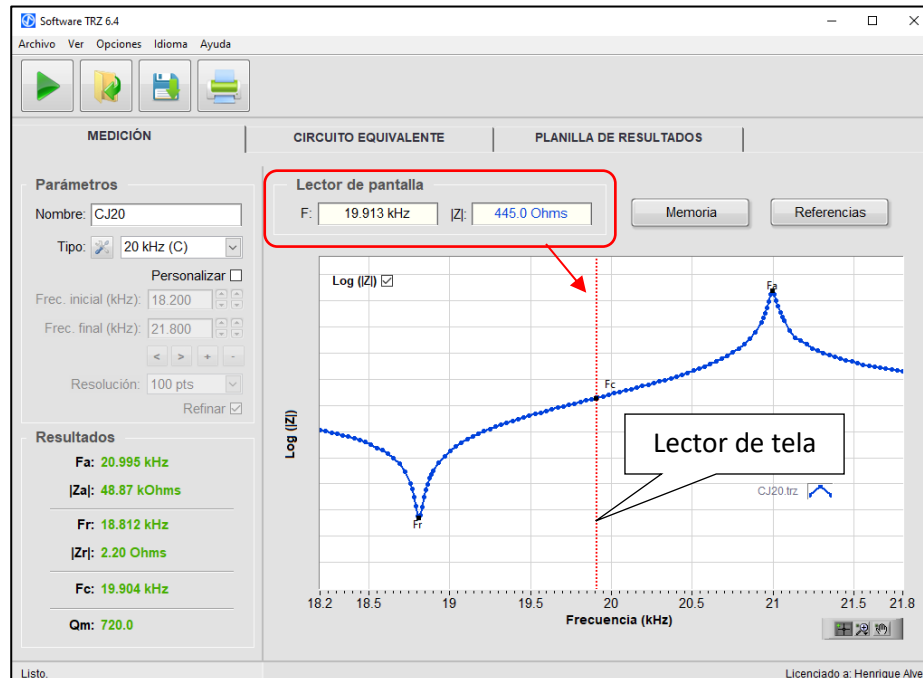 Software TRZ 6.4
Archivo Ver Opciones Idioma Ayuda
MEDICIÓN
CIRCUITO EQUIVALENTE
PLANILLA DE RESULTADOS
Parámetros
Nombre: CJ20
Tipo: 20 kHz (C)
Personalizar
Frec. inicial (kHz): 18.200
Frec. final (kHz): 21.800
< > + -
Resolución: 100 pts
Refinar
Resultados
Fa: 20.995 kHz
|Za|: 48.87 kOhms
Fr: 18.812 kHz
|Zr|: 2.20 Ohms
Fc: 19.904 kHz
Qm: 720.0
Lector de pantalla
F: 19.913 kHz |Z|: 445.0 Ohms
Memoria
Referencias
Log (|Z|)
Fa
Fc
Fr
Log (|Z|)
Lector de tela
CJ20.trz
18.2 18.5 19 19.5 20 20.5 21 21.5 21.8
Frecuencia (kHz)
Listo.
Licenciado a: Henrique Alve